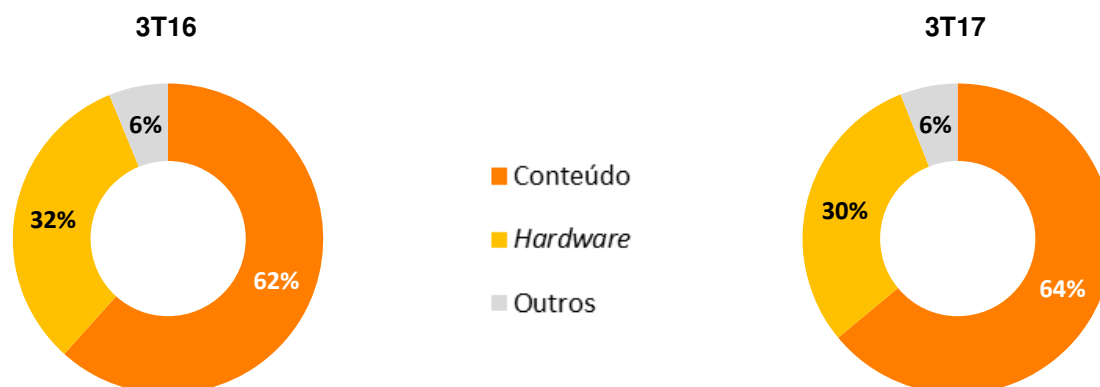 3T16
3T17
6%
32%
62%
Conteúdo
Hardware
Outros
6%
30%
64%